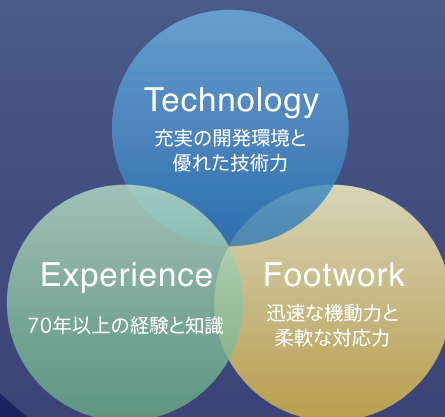 Technology
充実の開発環境と
優れた技術力
Experience
70年以上の経験と知識
Footwork
迅速な機動力と
柔軟な対応力